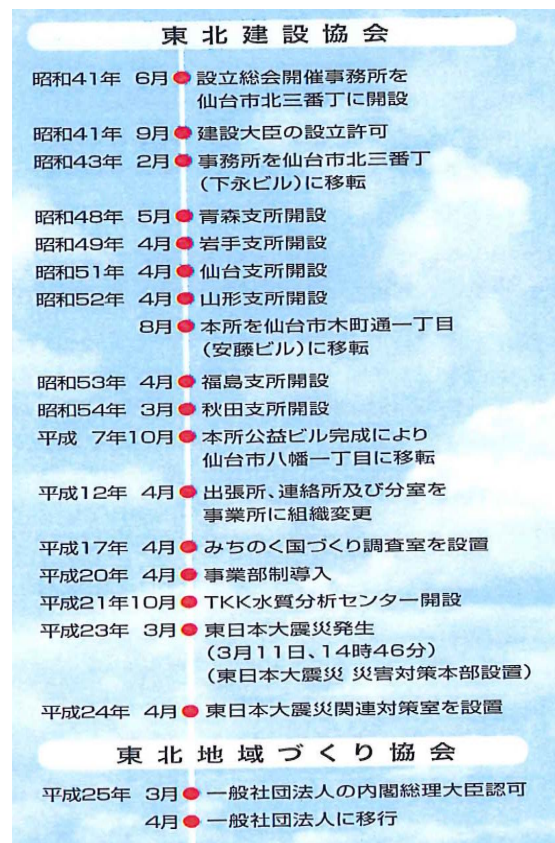 東北建設協会
昭和41年 6月 設立総会開催事務所を
仙台市北三番丁に開設
昭和41年 9月 建設大臣の設立許可
昭和43年 2月 事務所を仙台市北三番丁
(下永ビル)に移転
昭和48年 5月 青森支所開設
昭和49年 4月 岩手支所開設
昭和51年 4月 仙台支所開設
昭和52年 4月 山形支所開設
8月 本所を仙台市木町通一丁目
(安藤ビル)に移転
昭和53年 4月 福島支所開設
昭和54年 3月 秋田支所開設
平成 7年10月 本所公益ビル完成により
仙台市八幡一丁目に移転
平成12年 4月 出張所、連絡所及び分室を
事業所に組織変更
平成17年 4月 みちのく国づくり調査室を設置
平成20年 4月 事業部制導入
平成21年10月 TKK水質分析センター開設
平成23年 3月 東日本大震災発生
(3月11日、14時46分)
(東日本大震災 災害対策本部設置)
平成24年 4月 東日本大震災関連対策室を設置
東北地域づくり協会
平成25年 3月 一般社団法人の内閣総理大臣認可
4月 一般社団法人に移行